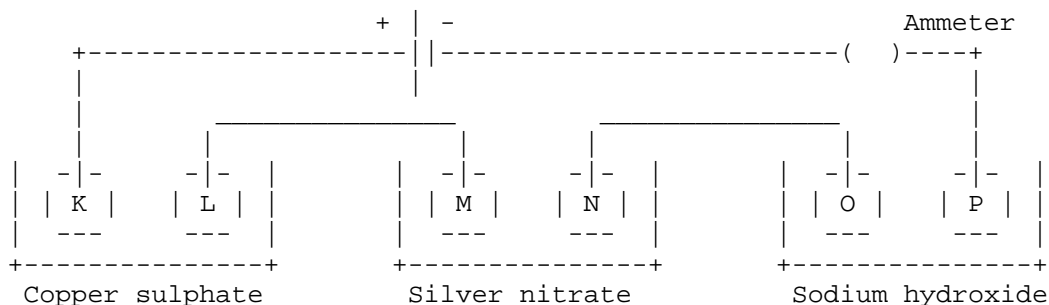 + -
Ammeter
K L M N O P
Copper sulphate Silver nitrate Sodium hydroxide